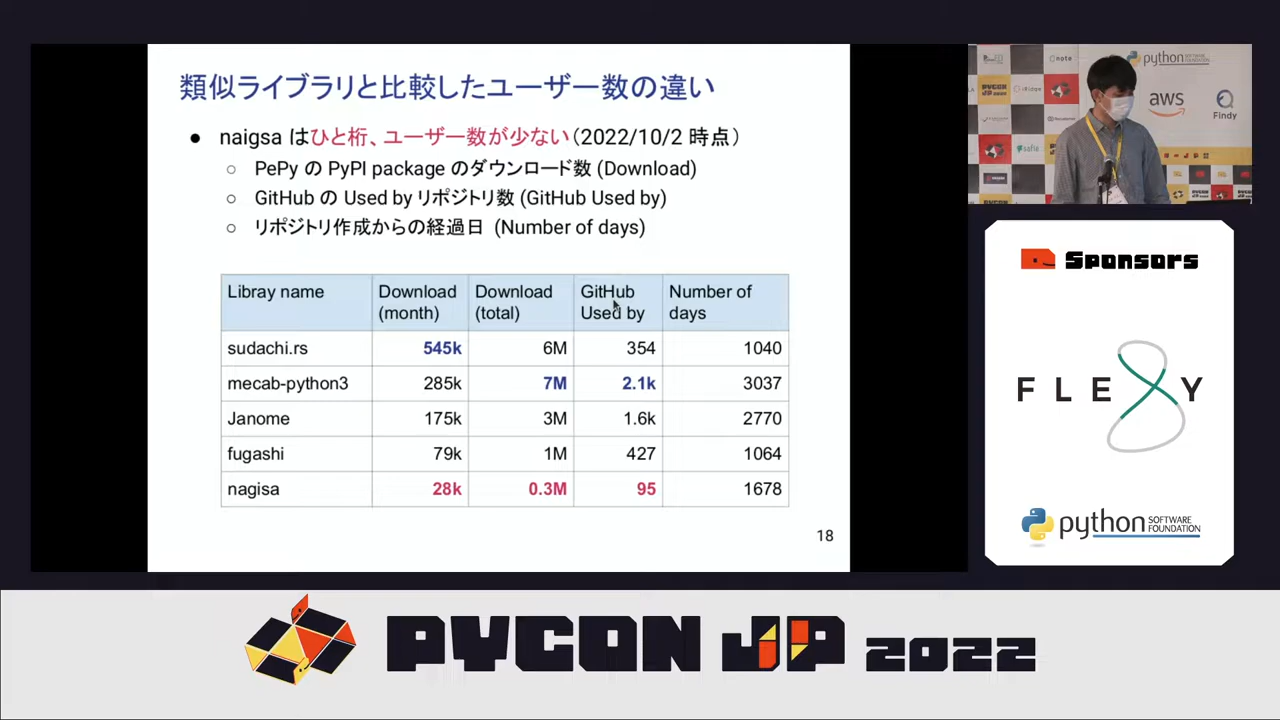 類似ライブラリと比較したユーザー数の違い
● naigsa はひと桁、ユーザー数が少ない（2022/10/2 時点）
○ PePy の PyPI package のダウンロード数 (Download)
○ GitHub の Used by リポジトリ数 (GitHub Used by)
○ リポジトリ作成からの経過日 (Number of days)
Libray name Download (month) Download (total) GitHub Used by Number of days
sudachi.rs 545k 6M 354 1040
mecab-python3 285k 7M 2.1k 3037
Janome 175k 3M 1.6k 2770
fugashi 79k 1M 427 1064
nagisa 28k 0.3M 95 1678
18
note
python
aws
Findy
Sponsors
FLEXY
python SOFTWARE FOUNDATION
PYCON JP 2022